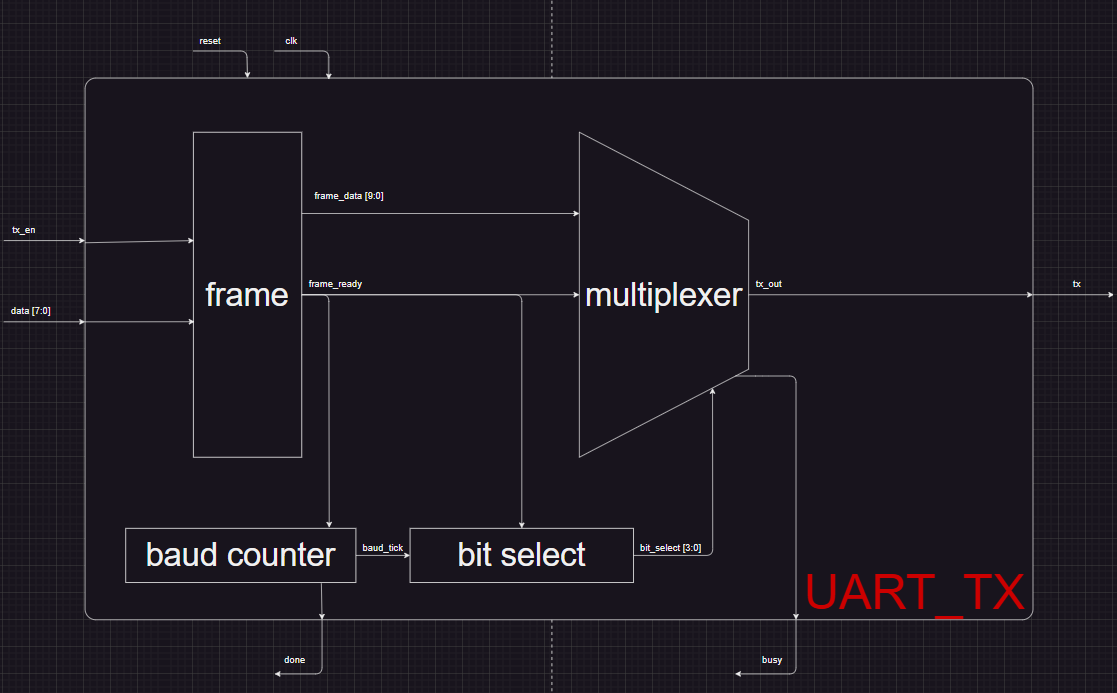 reset
clk
frame_data [9:0]
tx_en
frame
frame_ready
multiplexer
tx_out
tx
data [7:0]
baud counter
baud_tick
bit select
bit_select [3:0]
UART_TX
done
busy